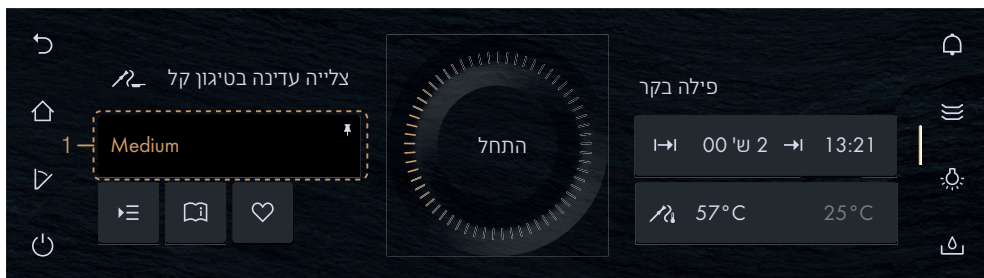 צלייה עדינה בטיגון קל
1
Medium
התחל
פילה בקר
2 ש' 00 13:21
57°C 25°C